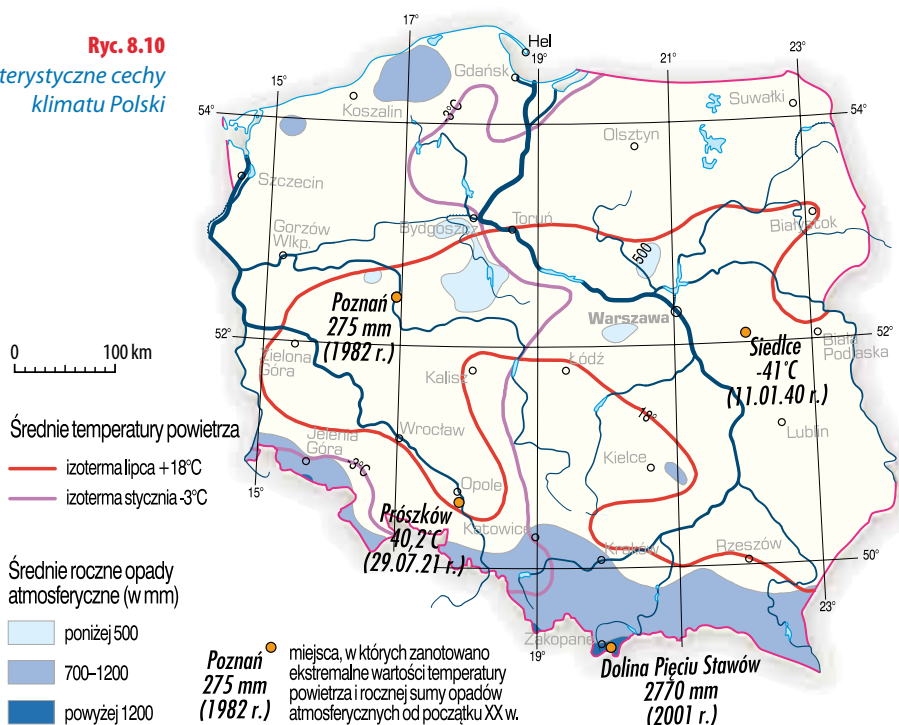 Ryc. 8.10
terystyczne cechy
klimatu Polski
17°
Hel
19°
21°
23°
15°
Gdańsk
Koszalin
Suwałki
54°
54°
-3°C
Olsztyn
Szczecin
Gorzów
Wlkp.
Bydgoszcz
Toruń
Białystok
500
Poznań
275 mm
(1982 r.)
Warszawa
52°
52°
Siedlce
-41°C
(11.01.40 r.)
Biała
Podlaska
0 100 km
Zielona
Góra
Kalisz
Łódź
18°
Lublin
Średnie temperatury powietrza
izoterma lipca +18°C
izoterma stycznia -3°C
Jelenia
Góra
-3°C
Wrocław
Kielce
15°
Opole
Prószków
40,2°C
(29.07.21 r.)
Katowice
Kraków
Rzeszów
50°
23°
Średnie roczne opady
atmosferyczne (w mm)
poniżej 500
700–1200
powyżej 1200
Zakopane
19°
21°
Dolina Pięciu Stawów
2770 mm
(2001 r.)
Poznań
275 mm
(1982 r.)
miejsca, w których zanotowano
ekstremalne wartości temperatury
powietrza i rocznej sumy opadów
atmosferycznych od początku XX w.